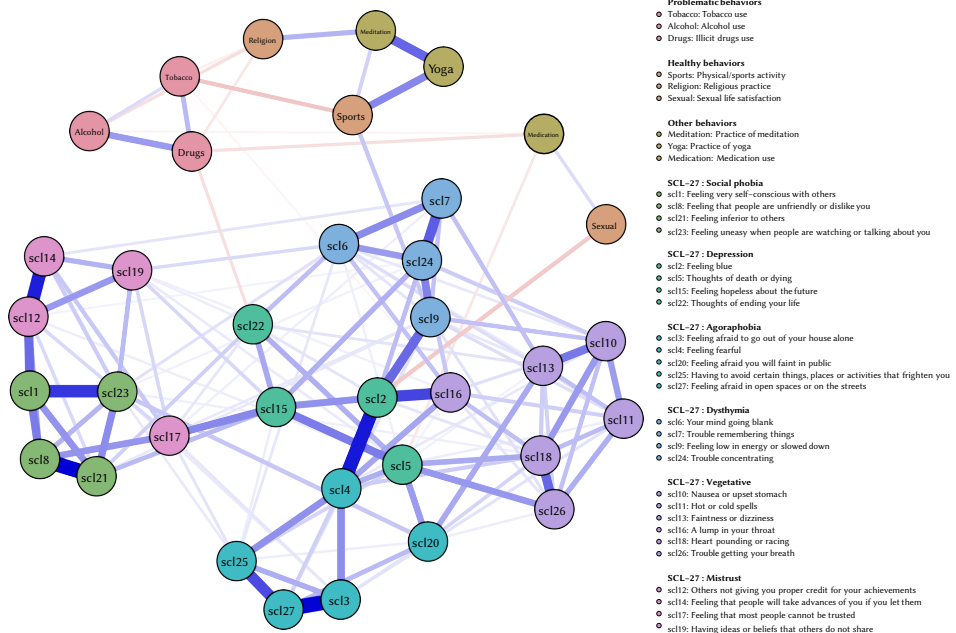 Problematic behaviors
Tobacco: Tobacco use
Alcohol: Alcohol use
Drugs: Illicit drugs use
Healthy behaviors
Sports: Physical/sports activity
Religion: Religious practice
Sexual: Sexual life satisfaction
Other behaviors
Meditation: Practice of meditation
Yoga: Practice of yoga
Medication: Medication use
SCL-27 : Social phobia
scl1: Feeling very self-conscious with others
scl8: Feeling that people are unfriendly or dislike you
scl21: Feeling inferior to others
scl23: Feeling uneasy when people are watching or talking about you
SCL-27 : Depression
scl2: Feeling blue
scl5: Thoughts of death or dying
scl15: Feeling hopeless about the future
scl22: Thoughts of ending your life
SCL-27 : Agoraphobia
scl3: Feeling afraid to go out of your house alone
scl4: Feeling fearful
scl20: Feeling afraid you will faint in public
scl25: Having to avoid certain things, places or activities that frighten you
scl27: Feeling afraid in open spaces or on the streets
SCL-27 : Dysthymia
scl6: Your mind going blank
scl7: Trouble remembering things
scl9: Feeling low in energy or slowed down
scl24: Trouble concentrating
SCL-27 : Vegetative
scl10: Nausea or upset stomach
scl11: Hot or cold spells
scl13: Faintness or dizziness
scl16: A lump in your throat
scl18: Heart pounding or racing
scl26: Trouble getting your breath
SCL-27 : Mistrust
scl12: Others not giving you proper credit for your achievements
scl14: Feeling that people will take advances of you if you let them
scl17: Feeling that most people cannot be trusted
scl19: Having ideas or beliefs that others do not share
Religion
Meditation
Yoga
Tobacco
Sports
Alcohol
Drugs
Medication
scl7
Sexual
scl6
scl14
scl19
scl24
scl12
scl22
scl9
scl10
scl13
scl1
scl23
scl15
scl2
scl16
scl11
scl17
scl8
scl21
scl5
scl18
scl4
scl26
scl20
scl25
scl27
scl3